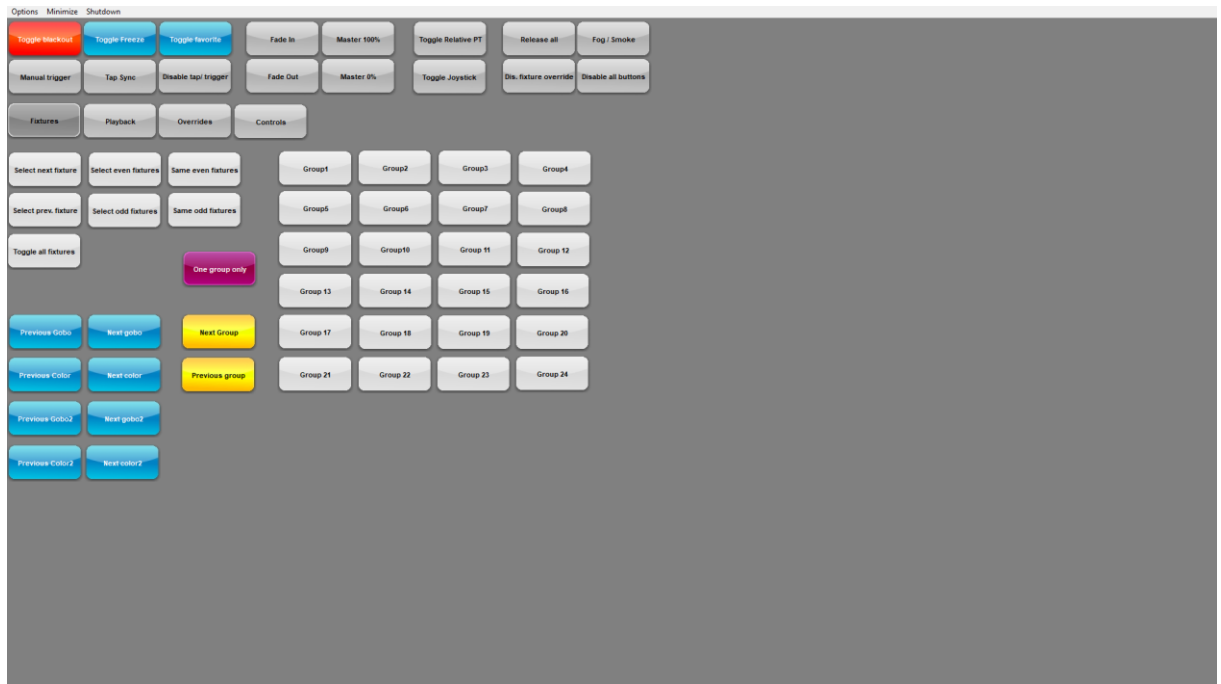 Options Minimize Shutdown
Toggle blackout Toggle Freeze Toggle favorite Fade In Master 100% Toggle Relative PT Release all Fog / Smoke
Manual trigger Tap Sync Disable tap/ trigger Fade Out Master 0% Toggle Joystick Dis. fixture override Disable all buttons
Fixtures Playback Overrides Controls
Select next fixture Select even fixtures Same even fixtures Group1 Group2 Group3 Group4
Select prev. fixture Select odd fixtures Same odd fixtures Group5 Group6 Group7 Group8
Toggle all fixtures Group9 Group10 Group 11 Group 12
One group only
Group 13 Group 14 Group 15 Group 16
Previous Gobo Next gobo Next Group Group 17 Group 18 Group 19 Group 20
Previous Color Next color Previous group Group 21 Group 22 Group 23 Group 24
Previous Gobo2 Next gobo2
Previous Color2 Next color2